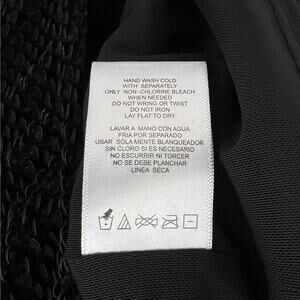 HAND WASH COLD
WITH SEPARATELY
ONLY NON-CHLORINE BLEACH
WHEN NEEDED
DO NOT WRING OR TWIST
DO NOT IRON
LAY FLAT TO DRY
LAVAR A MANO CON AGUA
FRIA POR SEPARADO
USAR SOLA MENTE BLANQUEADOR
SIN CLORO SI ES NECESARIO
NO ESCURRIR NI TORCER
NO SE DEBE PLANCHAR
LINEA SECA